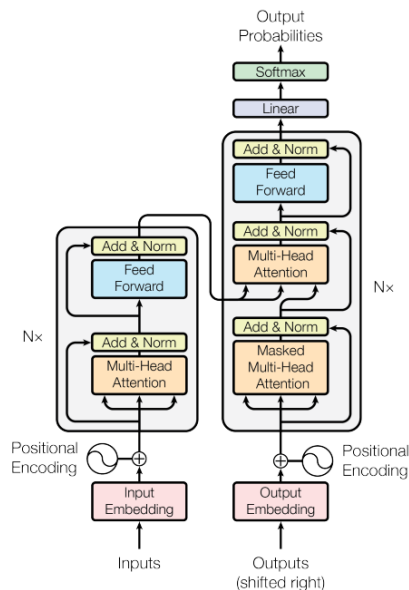 Output
Probabilities
Softmax
Linear
Add & Norm
Feed
Forward
Add & Norm
Multi-Head
Attention
Add & Norm
Masked
Multi-Head
Attention
N×
Add & Norm
Feed
Forward
N×
Add & Norm
Multi-Head
Attention
Positional
Encoding
Positional
Encoding
Input
Embedding
Output
Embedding
Inputs
Outputs
(shifted right)